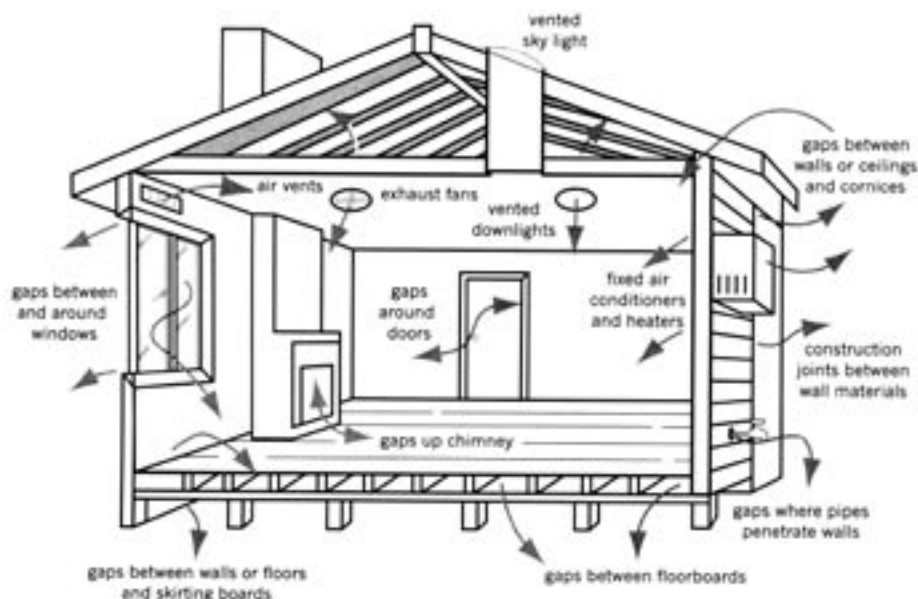 vented
sky light
gaps between
walls or ceilings
and cornices
air vents
exhaust fans
vented
downlights
gaps between
and around
windows
gaps
around
doors
fixed air
conditioners
and heaters
construction
joints between
wall materials
gaps up chimney
gaps where pipes
penetrate walls
gaps between walls or floors
and skirting boards
gaps between floorboards